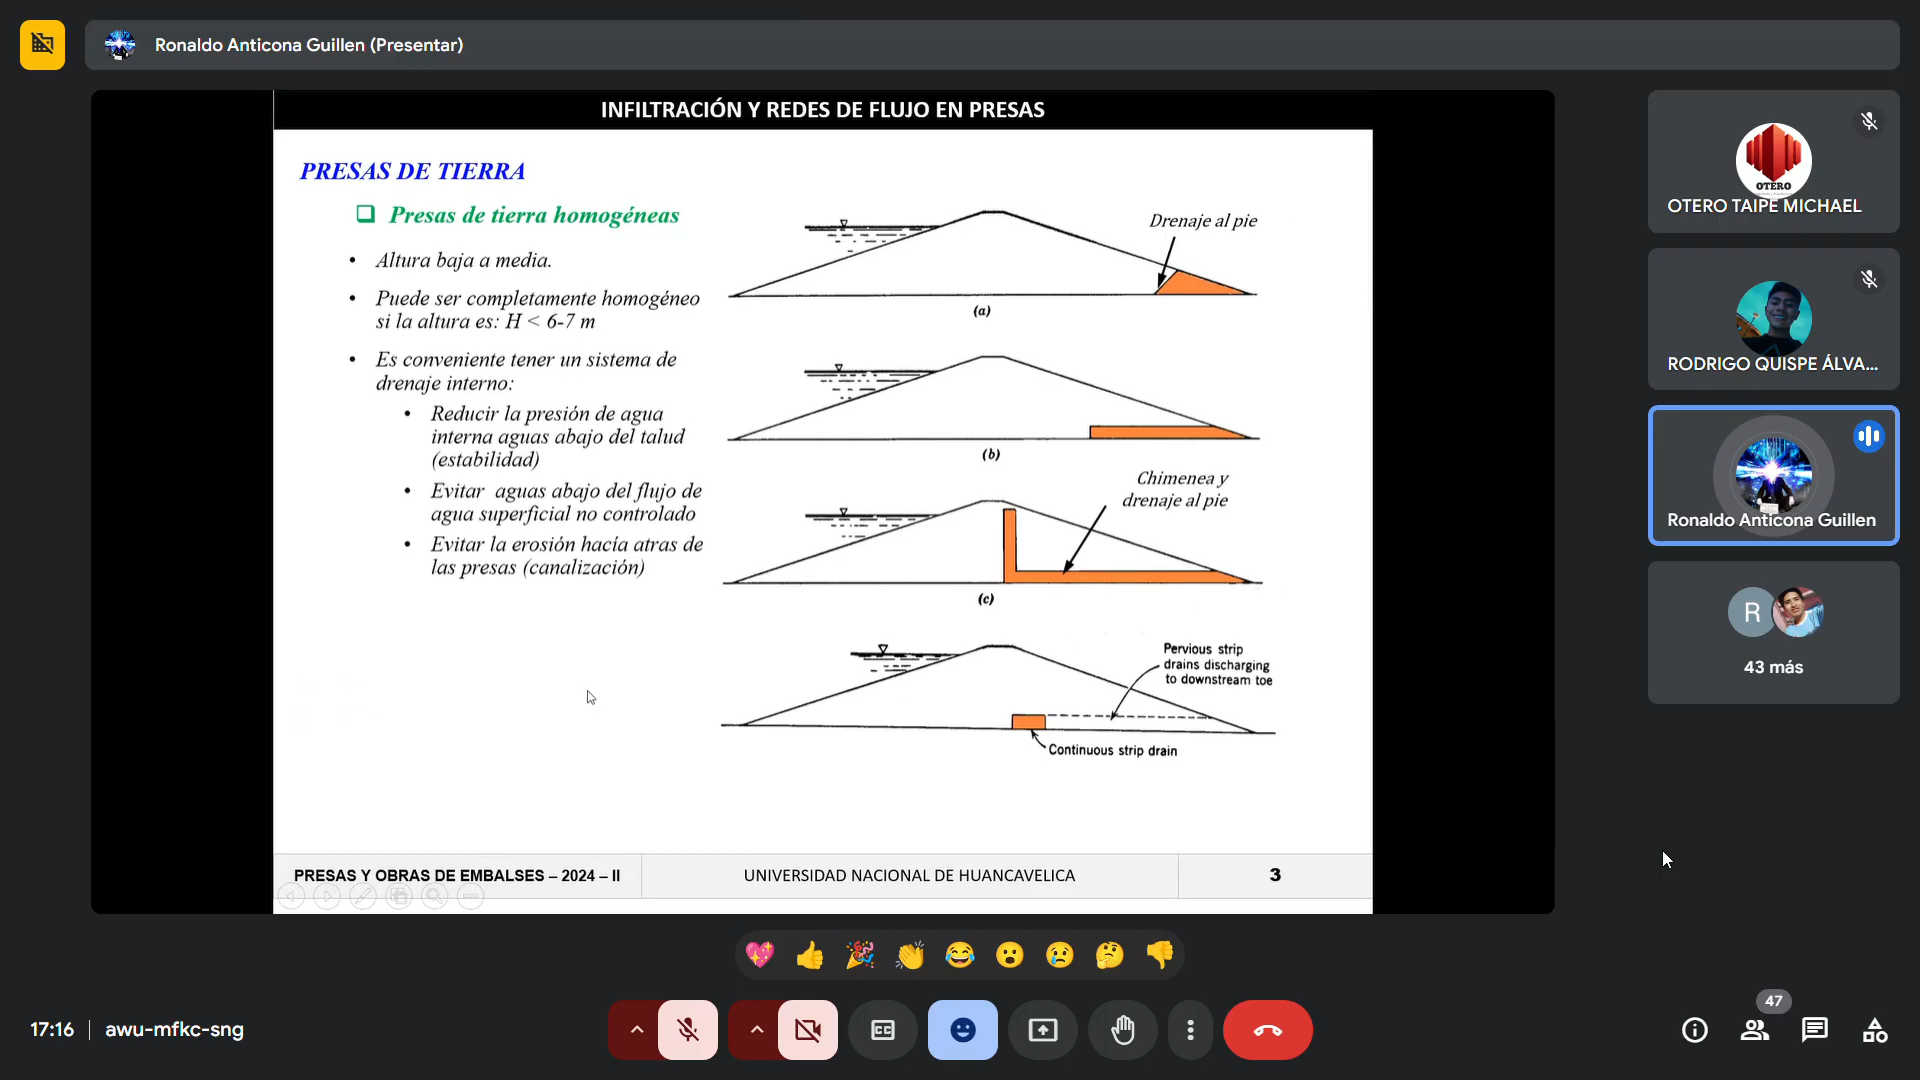 Ronaldo Anticona Guillen (Presentar)
INFILTRACIÓN Y REDES DE FLUJO EN PRESAS
PRESAS DE TIERRA
Presas de tierra homogéneas
• Altura baja a media.
• Puede ser completamente homogéneo
si la altura es: H < 6-7 m
• Es conveniente tener un sistema de
drenaje interno:
• Reducir la presión de agua
interna aguas abajo del talud
(estabilidad)
• Evitar aguas abajo del flujo de
agua superficial no controlado
• Evitar la erosión hacía atras de
las presas (canalización)
Drenaje al pie
(a)
(b)
Chimenea y
drenaje al pie
(c)
Pervious strip
drains discharging
to downstream toe
Continuous strip drain
PRESAS Y OBRAS DE EMBALSES – 2024 – II
UNIVERSIDAD NACIONAL DE HUANCAVELICA
3
OTERO
OTERO TAIPE MICHAEL
RODRIGO QUISPE ÁLVA...
Ronaldo Anticona Guillen
R
43 más
17:16
awu-mfkc-sng
CC
47